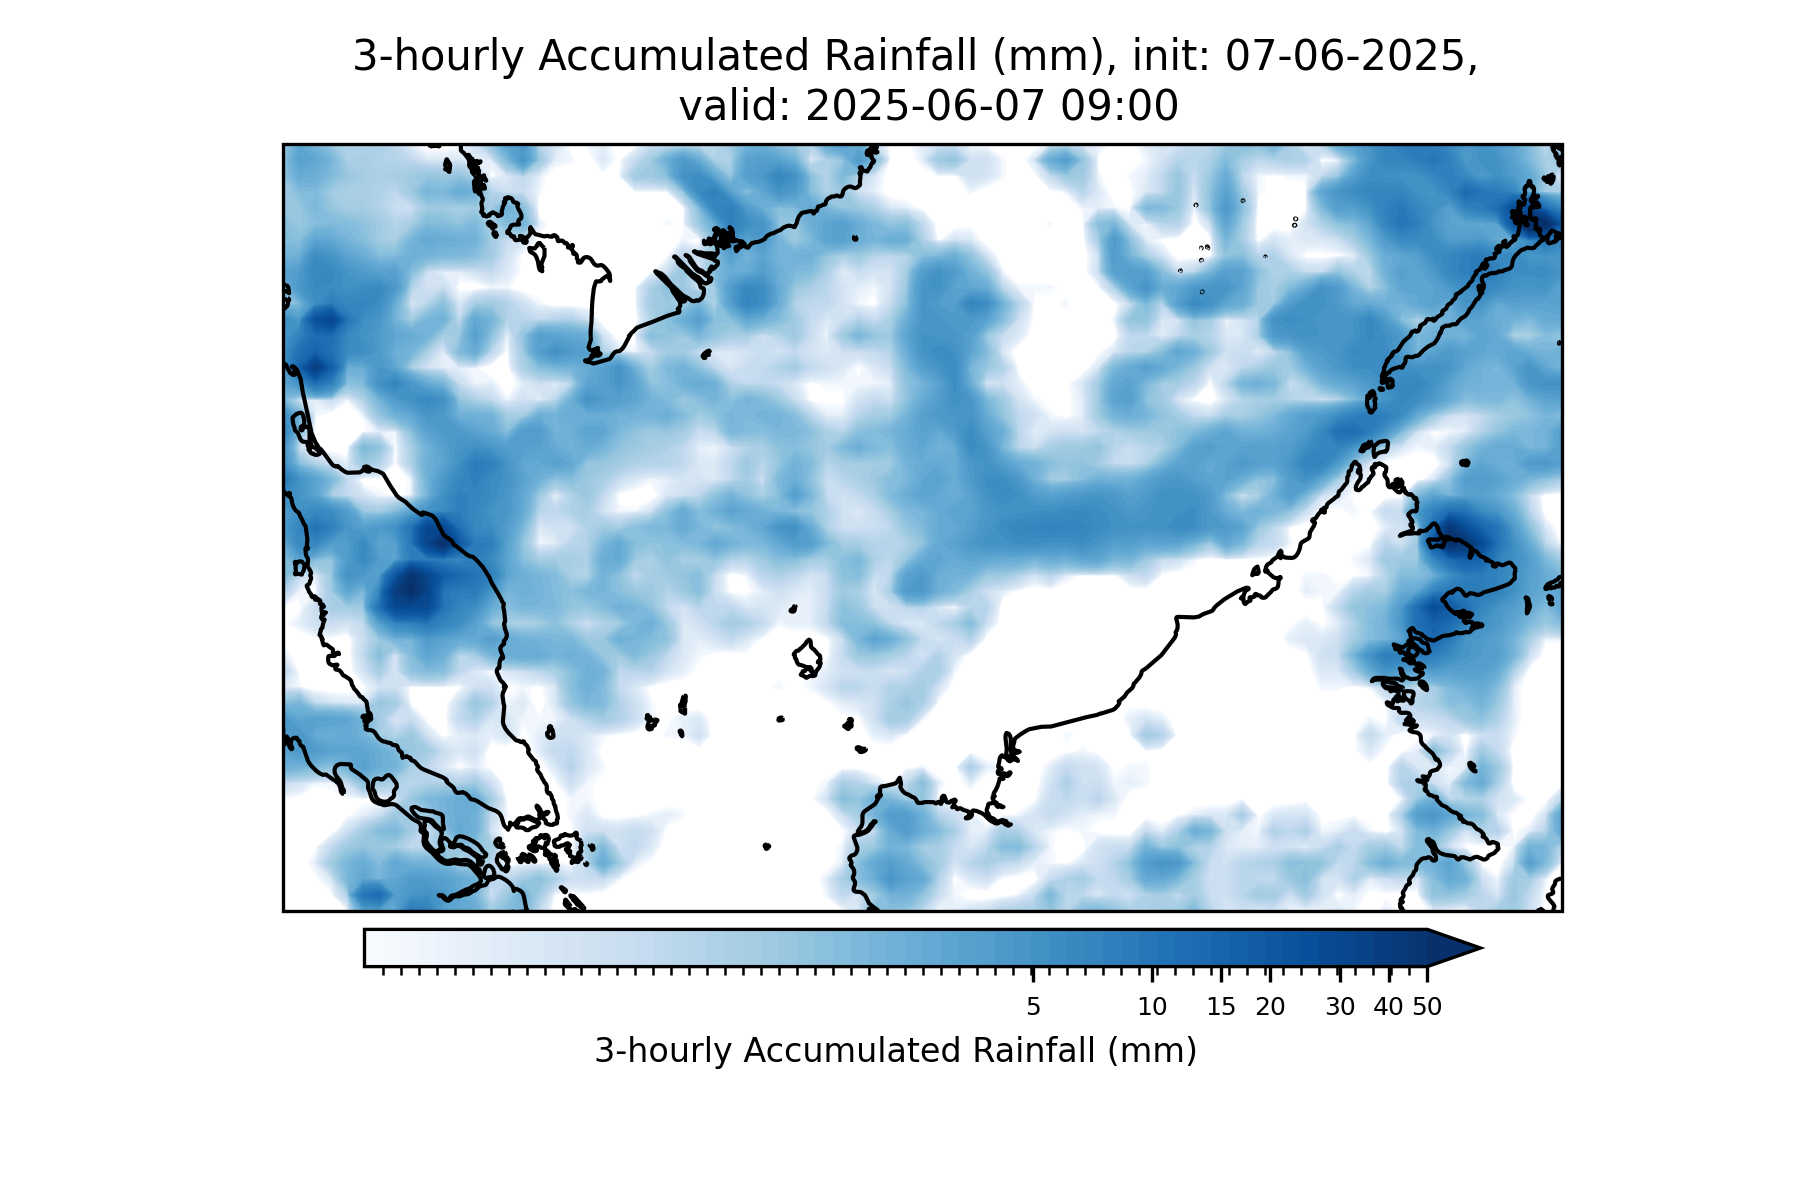 3-hourly Accumulated Rainfall (mm), init: 07-06-2025,
valid: 2025-06-07 09:00
5 10 15 20 30 40 50
3-hourly Accumulated Rainfall (mm)